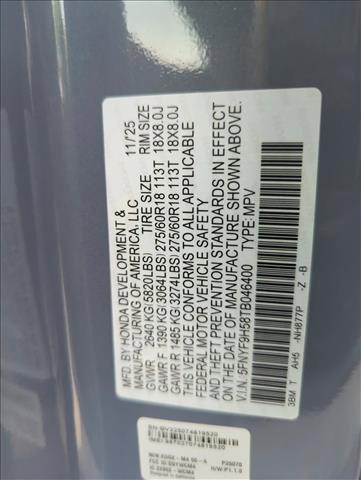 MFD. BY HONDA DEVELOPMENT & 11/25
MANUFACTURING OF AMERICA, LLC
TIRE SIZE RIM SIZE
GVWR 2640 KG(5820LBS)
GAWR F 1390 KG(3064LBS) 275/60R18 113T 18X8.0J
GAWR R 1485 KG(3274LBS) 275/60R18 113T 18X8.0J
THIS VEHICLE CONFORMS TO ALL APPLICABLE
FEDERAL MOTOR VEHICLE SAFETY
AND THEFT PREVENTION STANDARDS IN EFFECT
ON THE DATE OF MANUFACTURE SHOWN ABOVE.
V.I.N. 5FNYF9H58TB046400 TYPE:MPV
3BM T AH5 -NH877P -Z -B